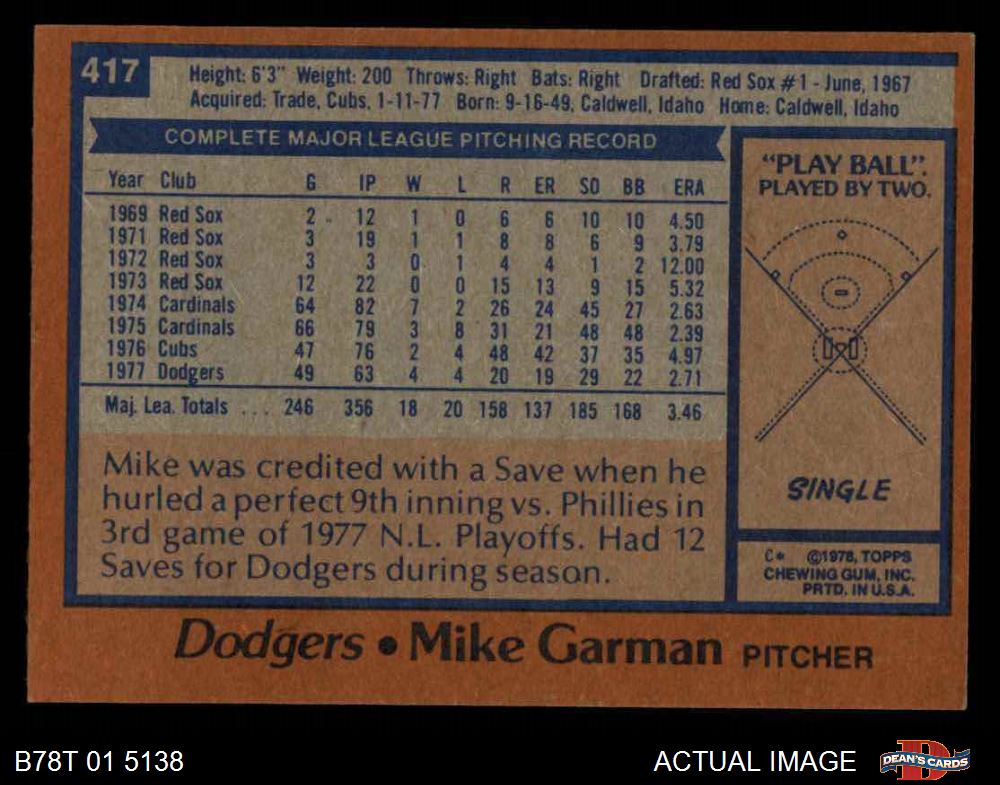 417
Height: 6'3" Weight: 200 Throws: Right Bats: Right Drafted: Red Sox #1 - June, 1967
Acquired: Trade, Cubs, 1-11-77 Born: 9-16-49, Caldwell, Idaho Home: Caldwell, Idaho
COMPLETE MAJOR LEAGUE PITCHING RECORD
Year Club G IP W L R ER SO BB ERA
1969 Red Sox 2 12 1 0 6 6 10 10 4.50
1971 Red Sox 3 19 1 1 8 8 6 9 3.79
1972 Red Sox 3 3 0 1 4 4 1 2 12.00
1973 Red Sox 12 22 0 0 15 13 9 15 5.32
1974 Cardinals 64 82 7 2 26 24 45 27 2.63
1975 Cardinals 66 79 3 8 31 21 48 48 2.39
1976 Cubs 47 76 2 4 48 42 37 35 4.97
1977 Dodgers 49 63 4 4 20 19 29 22 2.71
Maj. Lea. Totals ... 246 356 18 20 158 137 185 168 3.46
Mike was credited with a Save when he
hurled a perfect 9th inning vs. Phillies in
3rd game of 1977 N.L. Playoffs. Had 12
Saves for Dodgers during season.
"PLAY BALL".
PLAYED BY TWO.
SINGLE
C* ©1978, TOPPS
CHEWING GUM, INC.
PRTD. IN U.S.A.
Dodgers • Mike Garman PITCHER
B78T 01 5138
ACTUAL IMAGE
D
DEAN'S CARDS